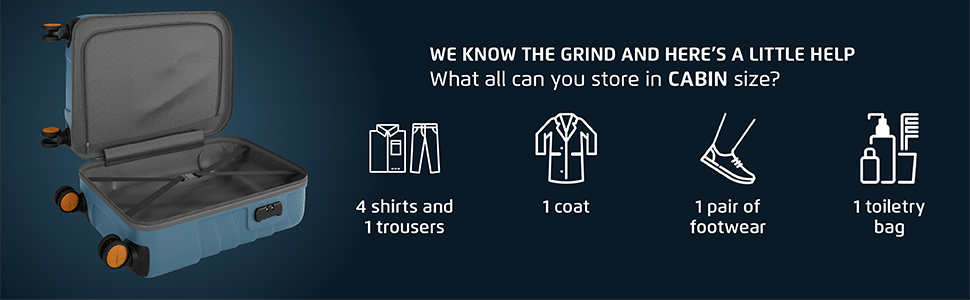 WE KNOW THE GRIND AND HERE'S A LITTLE HELP
What all can you store in CABIN size?
4 shirts and
1 trousers
1 coat
1 pair of
footwear
1 toiletry
bag